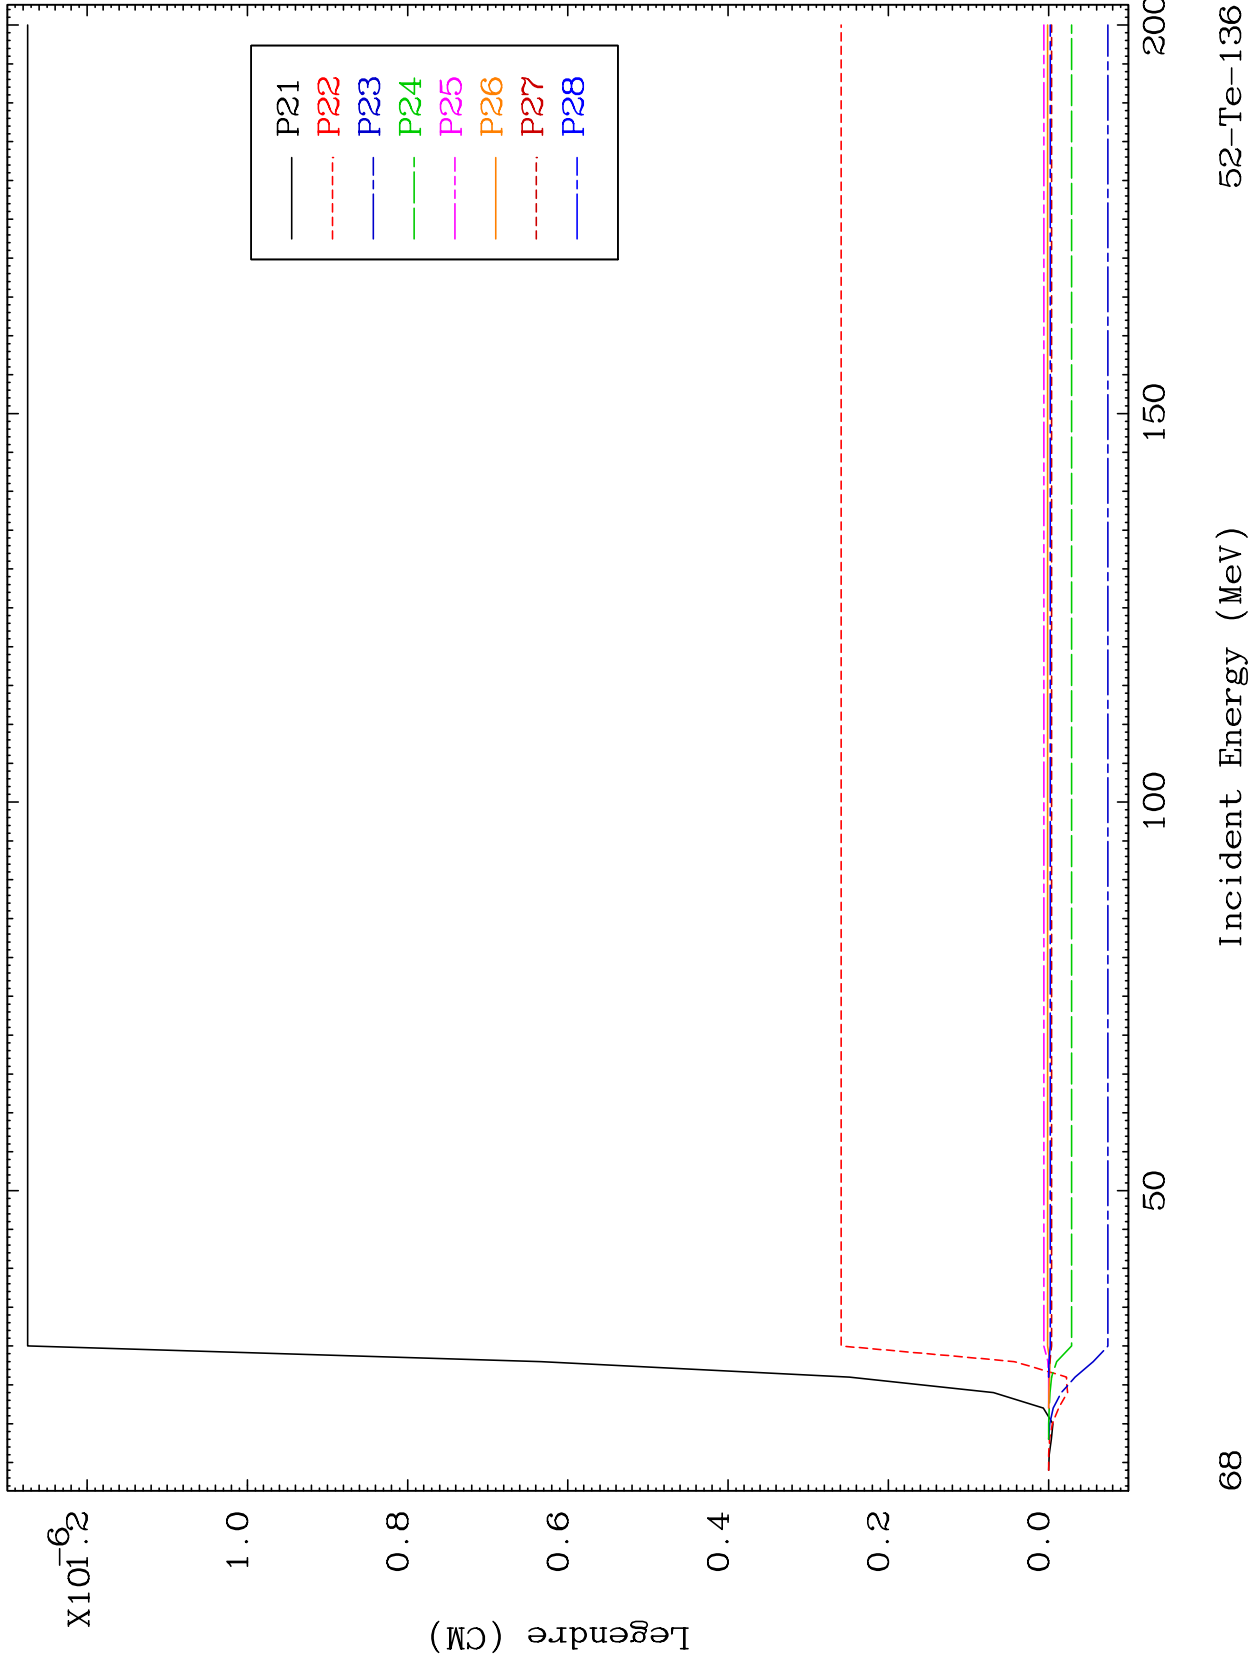 X10-6
1.2
1.0
0.8
0.6
0.4
0.2
0.0
Legendre (CM)
P21
P22
P23
P24
P25
P26
P27
P28
50
100
150
200
Incident Energy (MeV)
68
52-Te-136